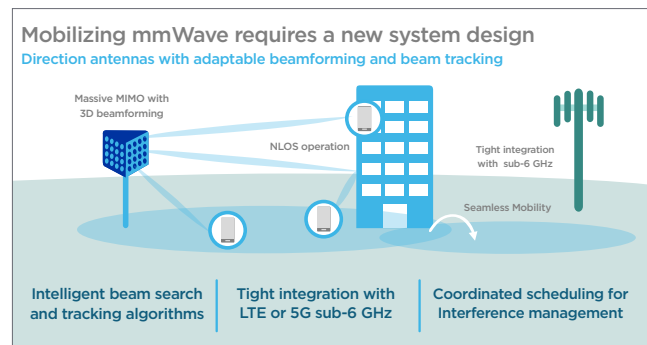 Mobilizing mmWave requires a new system design
Direction antennas with adaptable beamforming and beam tracking
Massive MIMO with
3D beamforming
NLOS operation
Tight integration
with sub-6 GHz
Seamless Mobility
Intelligent beam search
and tracking algorithms
Tight integration with
LTE or 5G sub-6 GHz
Coordinated scheduling for
Interference management